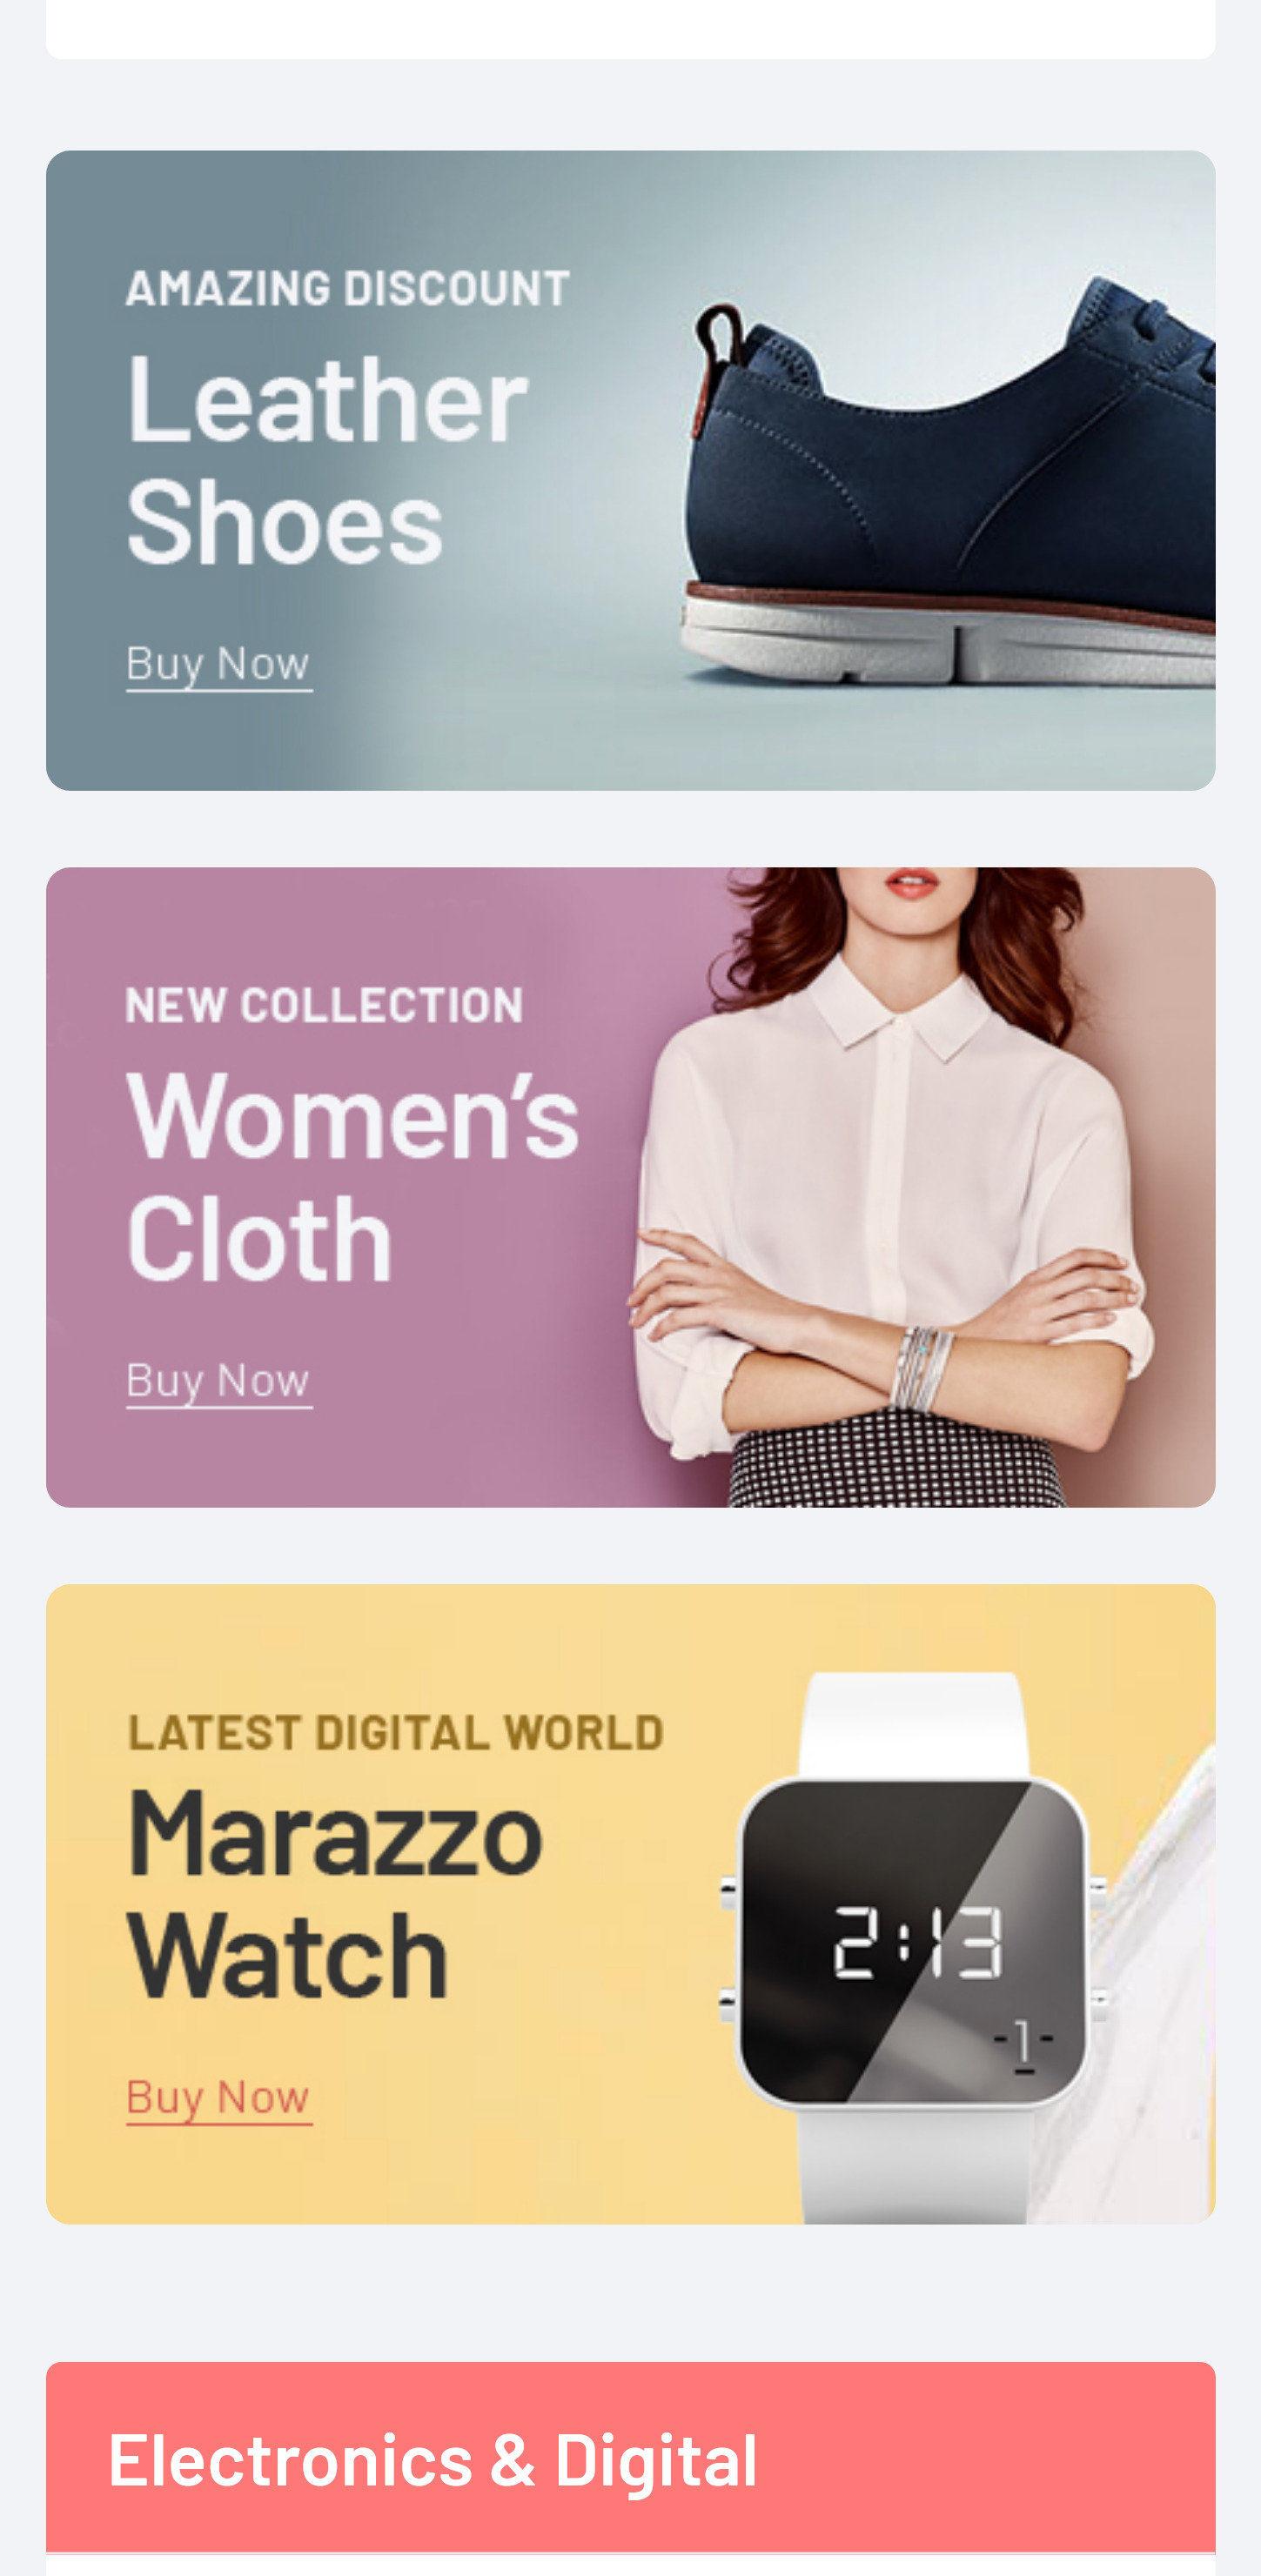 AMAZING DISCOUNT
Leather
Shoes
Buy Now
NEW COLLECTION
Women’s
Cloth
Buy Now
LATEST DIGITAL WORLD
Marazzo
Watch
Buy Now
2:13
-1-
Electronics & Digital